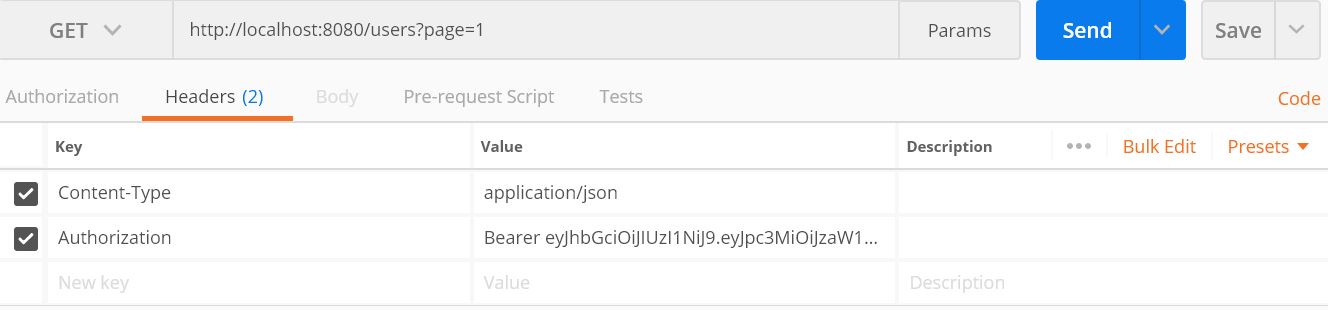 GET http://localhost:8080/users?page=1 Params Send Save
Authorization Headers (2) Body Pre-request Script Tests Code
Key Value Description ••• Bulk Edit Presets
Content-Type application/json
Authorization Bearer eyJhbGciOiJIUzI1NiJ9.eyJpc3MiOiJzaW1...
New key Value Description